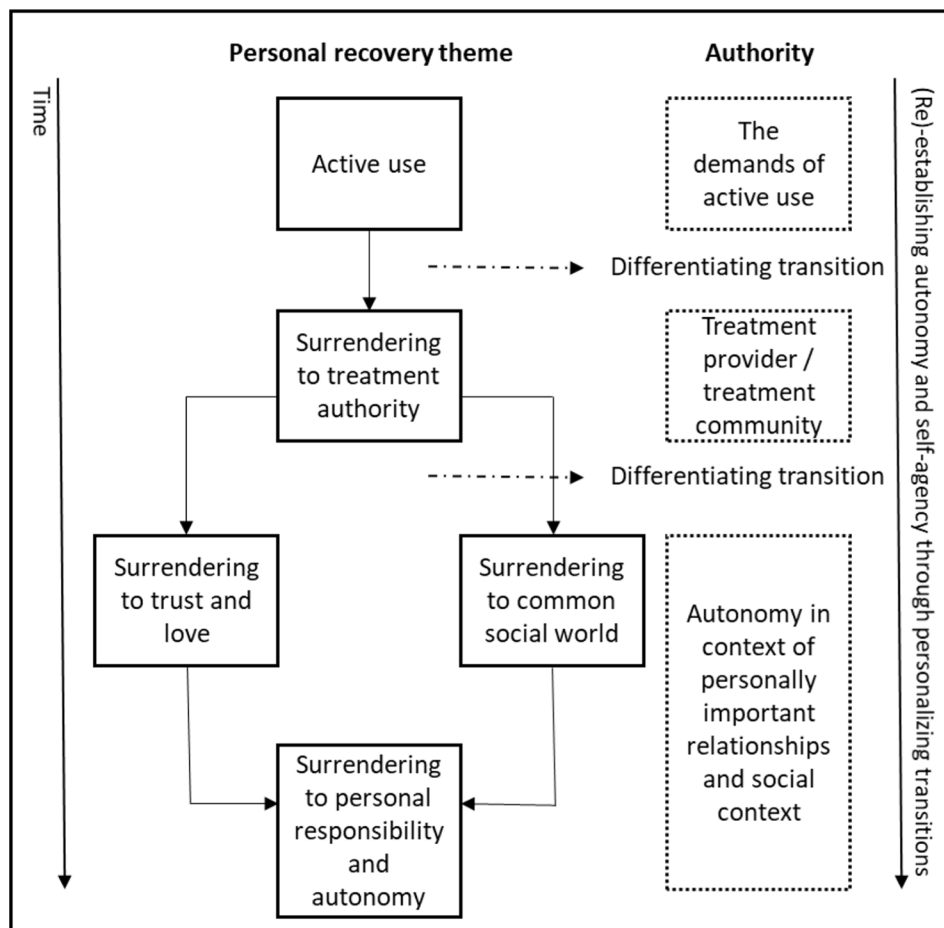 Personal recovery theme
Authority
Time
(Re)-establishing autonomy and self-agency through personalizing transitions
Active use
The
demands of
active use
Differentiating transition
Surrendering
to treatment
authority
Treatment
provider /
treatment
community
Differentiating transition
Surrendering
to trust and
love
Surrendering
to common
social world
Autonomy in
context of
personally
important
relationships
and social
context
Surrendering
to personal
responsibility
and
autonomy